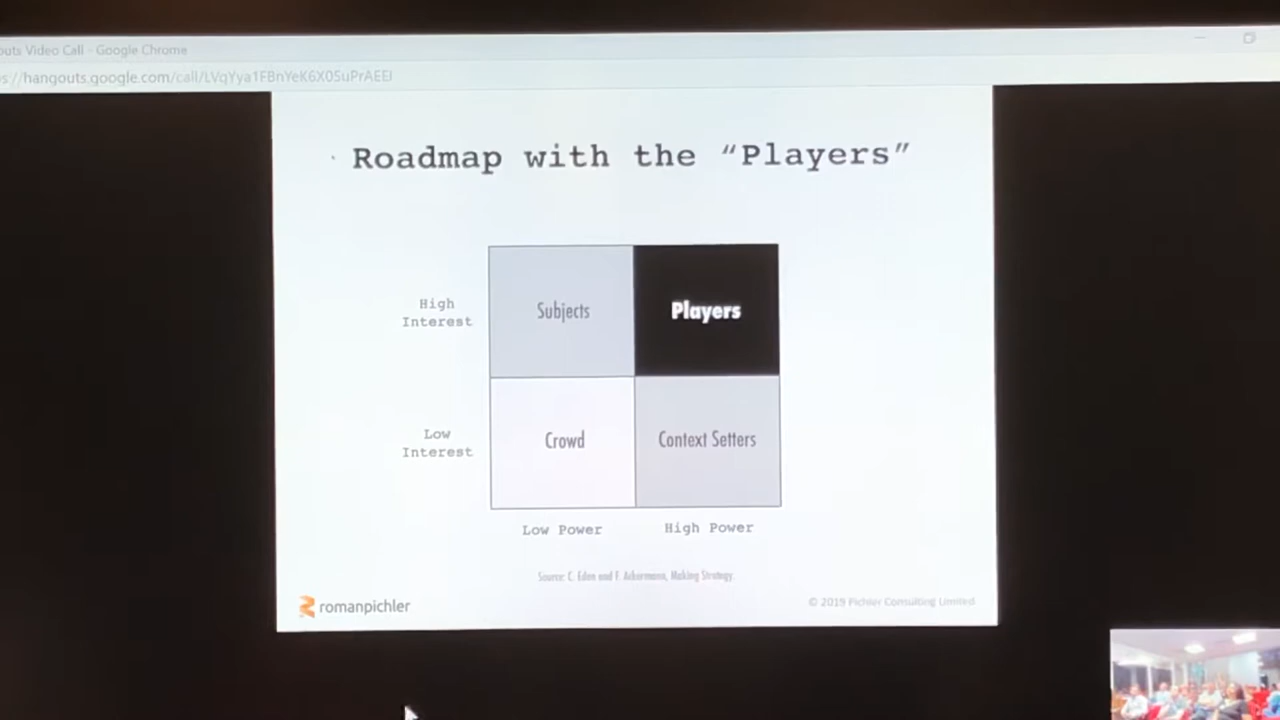 outs Video Call - Google Chrome
s://hangouts.google.com/call/LVqYya1FBnYeK6X0SuPrAEEI
Roadmap with the “Players”
High
Interest
Subjects
Players
Low
Interest
Crowd
Context Setters
Low Power
High Power
Source: C. Eden and F. Ackermann, Making Strategy.
romanpichler
© 2019 Pichler Consulting Limited